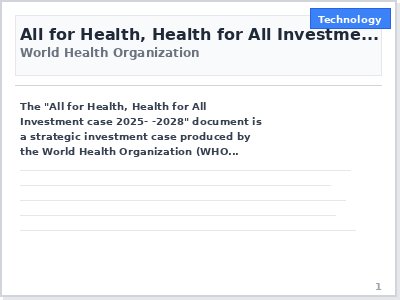 Technology
All for Health, Health for All Investme...
World Health Organization
The "All for Health, Health for All
Investment case 2025- -2028" document is
a strategic investment case produced by
the World Health Organization (WHO...
1